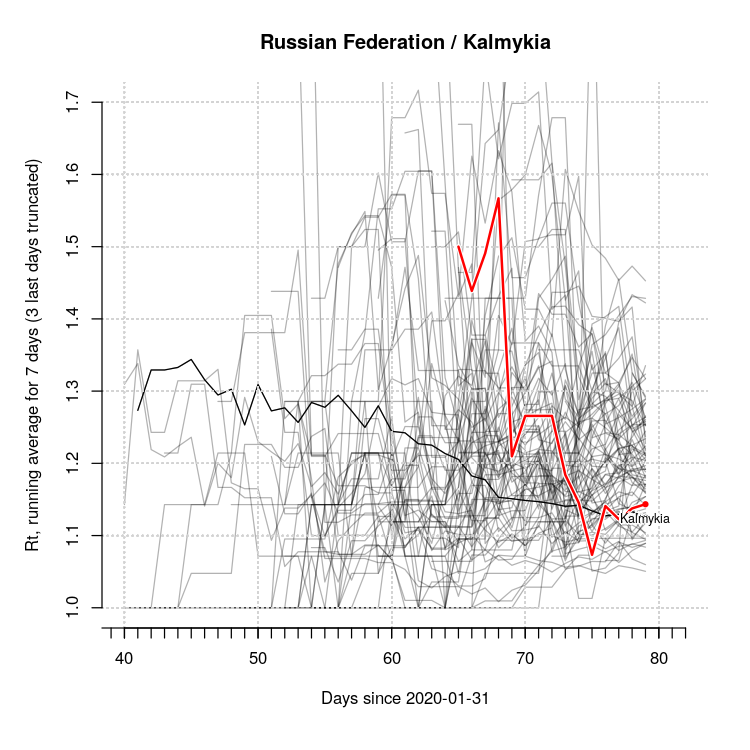 Russian Federation / Kalmykia
Rt, running average for 7 days (3 last days truncated)
1.7
1.6
1.5
1.4
1.3
1.2
1.1
1.0
Kalmykia
40 50 60 70 80
Days since 2020-01-31